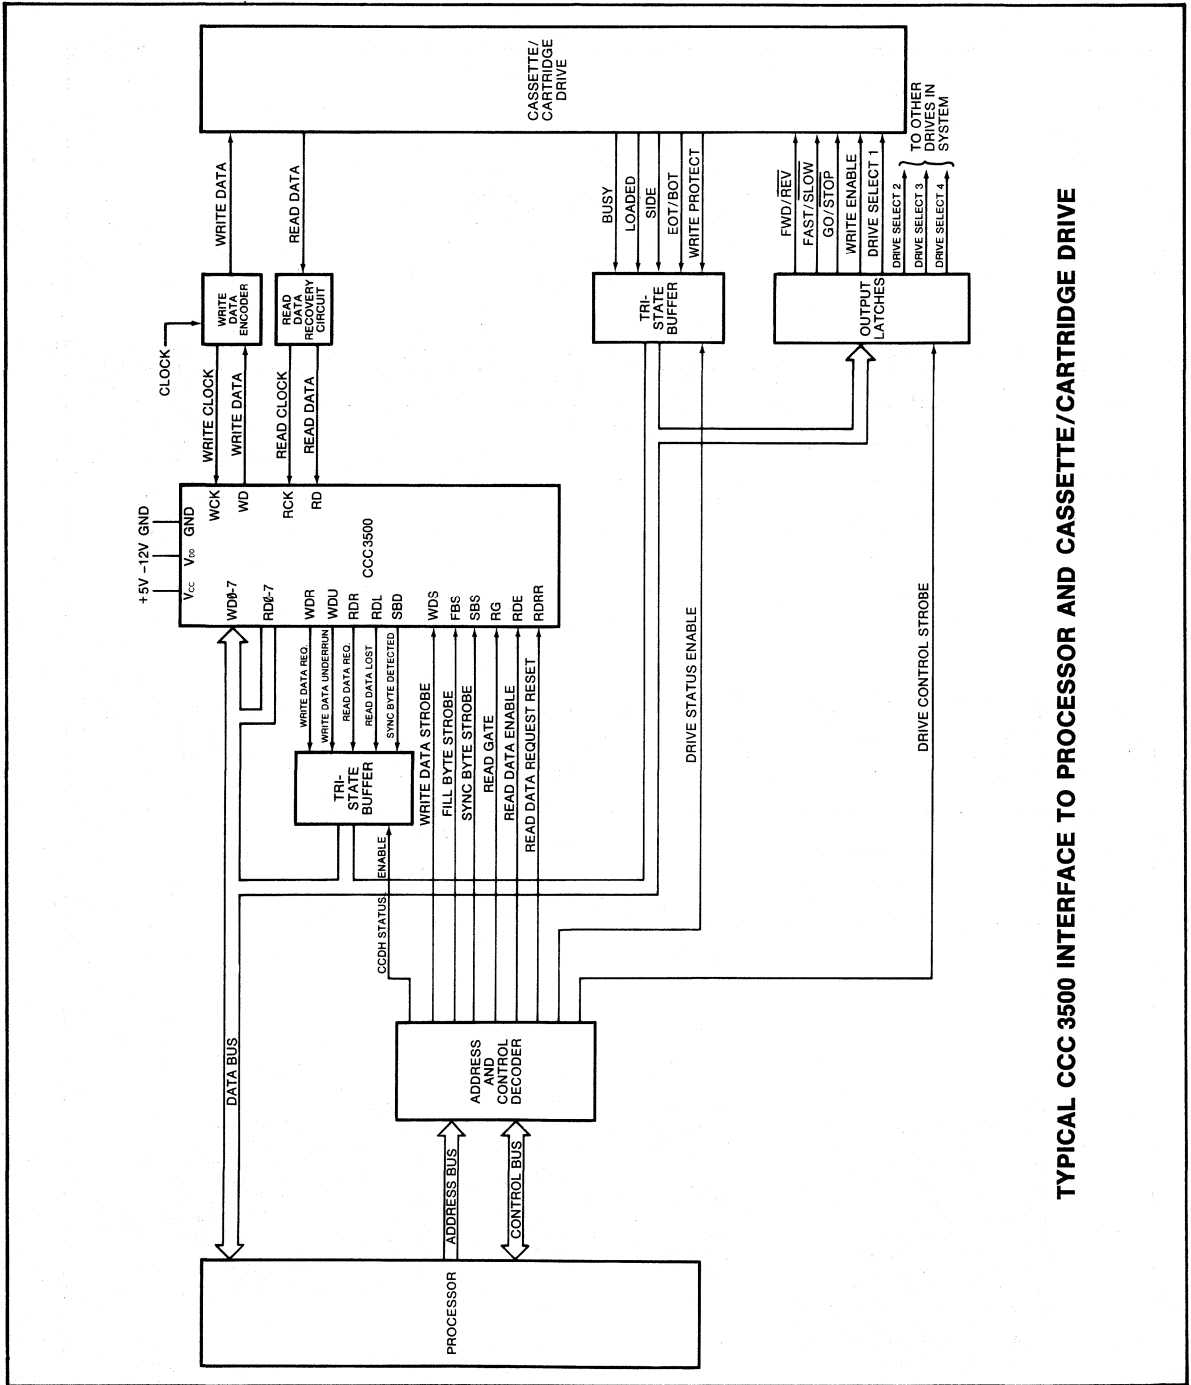 CASSETTE/
CARTRIDGE
DRIVE
WRITE DATA
READ DATA
BUSY
LOADED
SIDE
EOT/BOT
WRITE PROTECT
FWD/REV
FAST/SLOW
GO/STOP
WRITE ENABLE
DRIVE SELECT 1
DRIVE SELECT 2
DRIVE SELECT 3
DRIVE SELECT 4
TO OTHER
DRIVES IN
SYSTEM
CLOCK
WRITE
DATA
ENCODER
READ
DATA
RECOVERY
CIRCUIT
TRI-
STATE
BUFFER
OUTPUT
LATCHES
WRITE CLOCK
WRITE DATA
READ CLOCK
READ DATA
+5V
-12V
GND
VCC
VDD
GND
WCK
WD
RCK
RD
CCC3500
WD0-7
RD0-7
WDR
WDU
RDR
RDL
SBD
WDS
FBS
SBS
RG
RDE
RDRR
WRITE DATA REQ.
WRITE DATA UNDERRUN
READ DATA REQ.
READ DATA LOST
SYNC BYTE DETECTED
TRI-
STATE
BUFFER
WRITE DATA STROBE
FILL BYTE STROBE
SYNC BYTE STROBE
READ GATE
READ DATA ENABLE
READ DATA REQUEST RESET
DRIVE STATUS ENABLE
DRIVE CONTROL STROBE
CCDH STATUS ENABLE
DATA BUS
ADDRESS
AND
CONTROL
DECODER
ADDRESS BUS
CONTROL BUS
PROCESSOR
TYPICAL CCC 3500 INTERFACE TO PROCESSOR AND CASSETTE/CARTRIDGE DRIVE